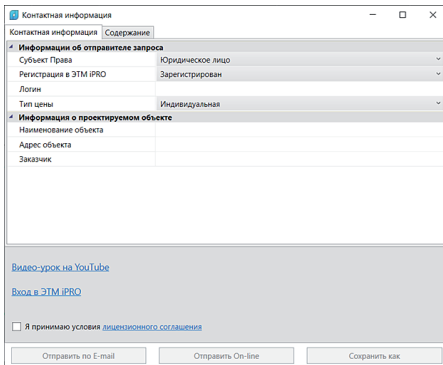 Контактная информация
Контактная информация Содержание
Информации об отправителе запроса
Субъект Права Юридическое лицо
Регистрация в ЭТМ iPRO Зарегистрирован
Логин
Тип цены Индивидуальная
Информация о проектируемом объекте
Наименование объекта
Адрес объекта
Заказчик
Видео-урок на YouTube
Вход в ЭТМ iPRO
Я принимаю условия лицензионного соглашения
Отправить по E-mail Отправить On-line Сохранить как